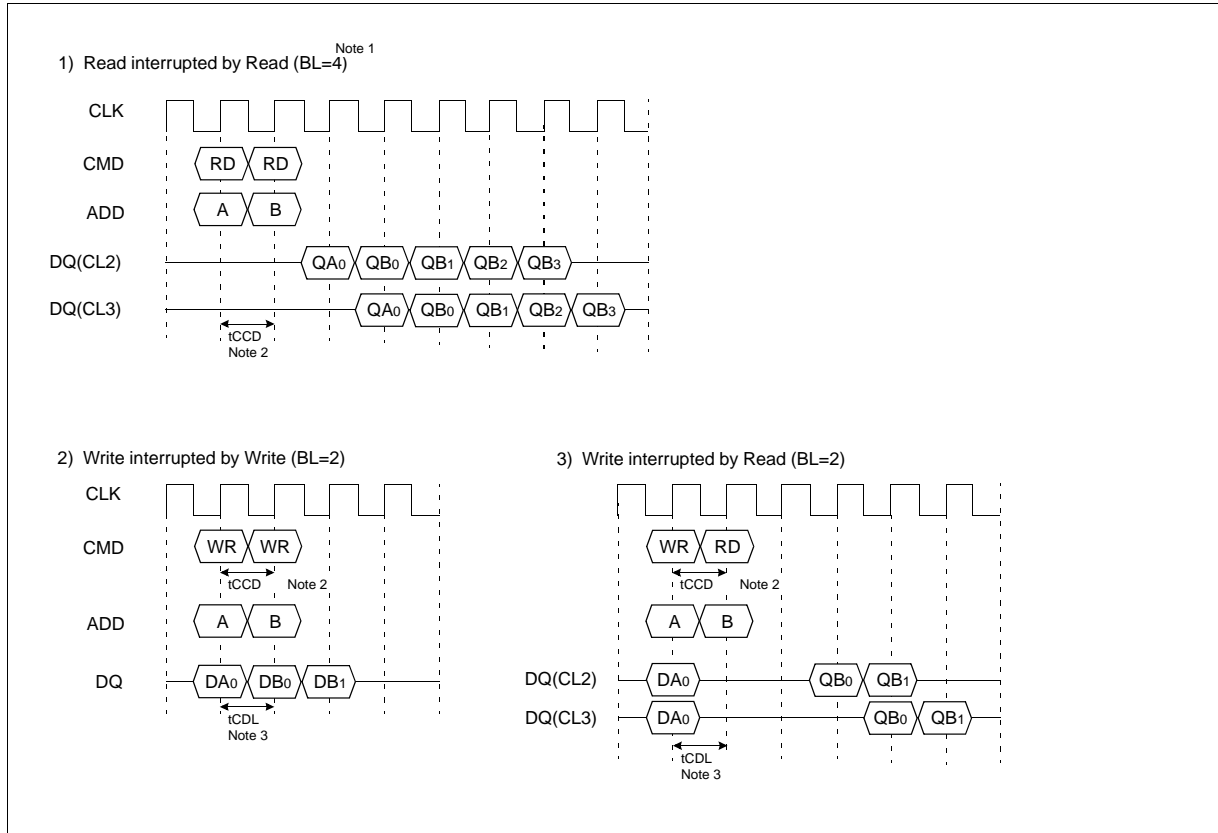 1) Read interrupted by Read (BL=4) Note 1
CLK
CMD RD RD
ADD A B
DQ(CL2) QA0 QB0 QB1 QB2 QB3
DQ(CL3) QA0 QB0 QB1 QB2 QB3
tCCD
Note 2
2) Write interrupted by Write (BL=2)
CLK
CMD WR WR
tCCD Note 2
ADD A B
DQ DA0 DB0 DB1
tCDL
Note 3
3) Write interrupted by Read (BL=2)
WR RD
tCCD Note 2
A B
DQ(CL2) DA0 QB0 QB1
DQ(CL3) DA0 QB0 QB1
tCDL
Note 3